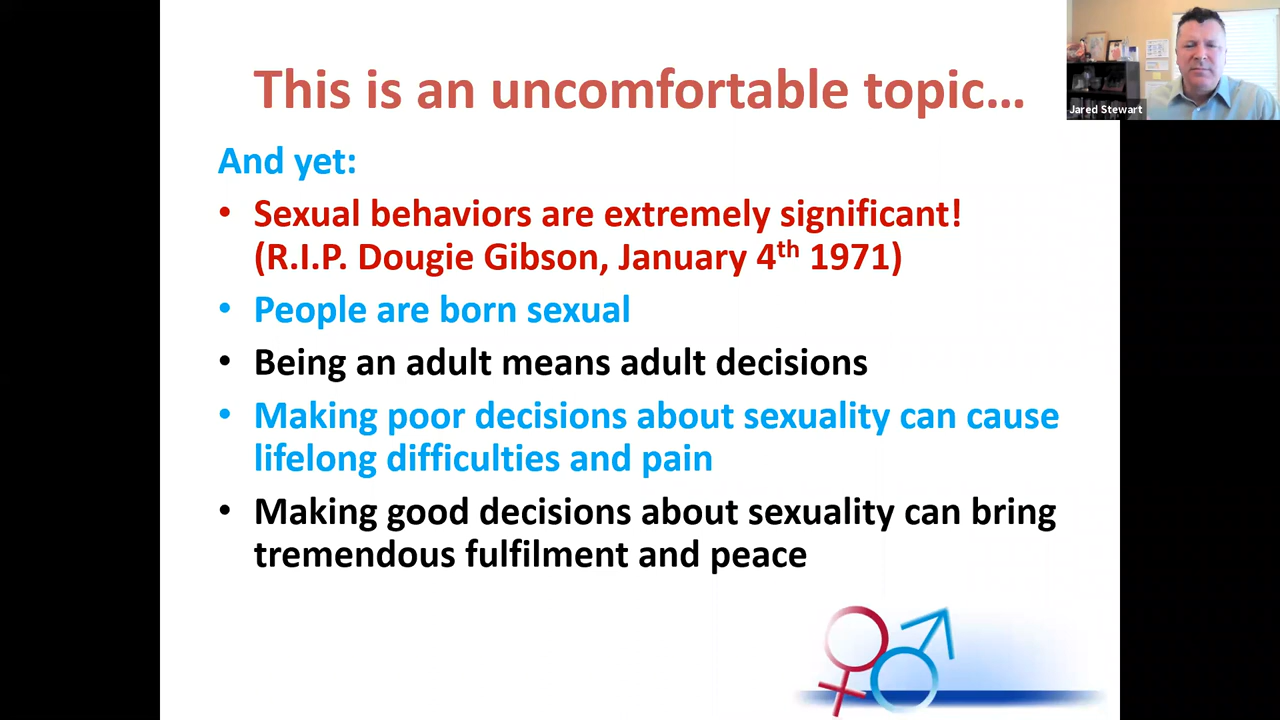 This is an uncomfortable topic...
Jared Stewart
And yet:
• Sexual behaviors are extremely significant!
(R.I.P. Dougie Gibson, January 4th 1971)
• People are born sexual
• Being an adult means adult decisions
• Making poor decisions about sexuality can cause
lifelong difficulties and pain
• Making good decisions about sexuality can bring
tremendous fulfilment and peace